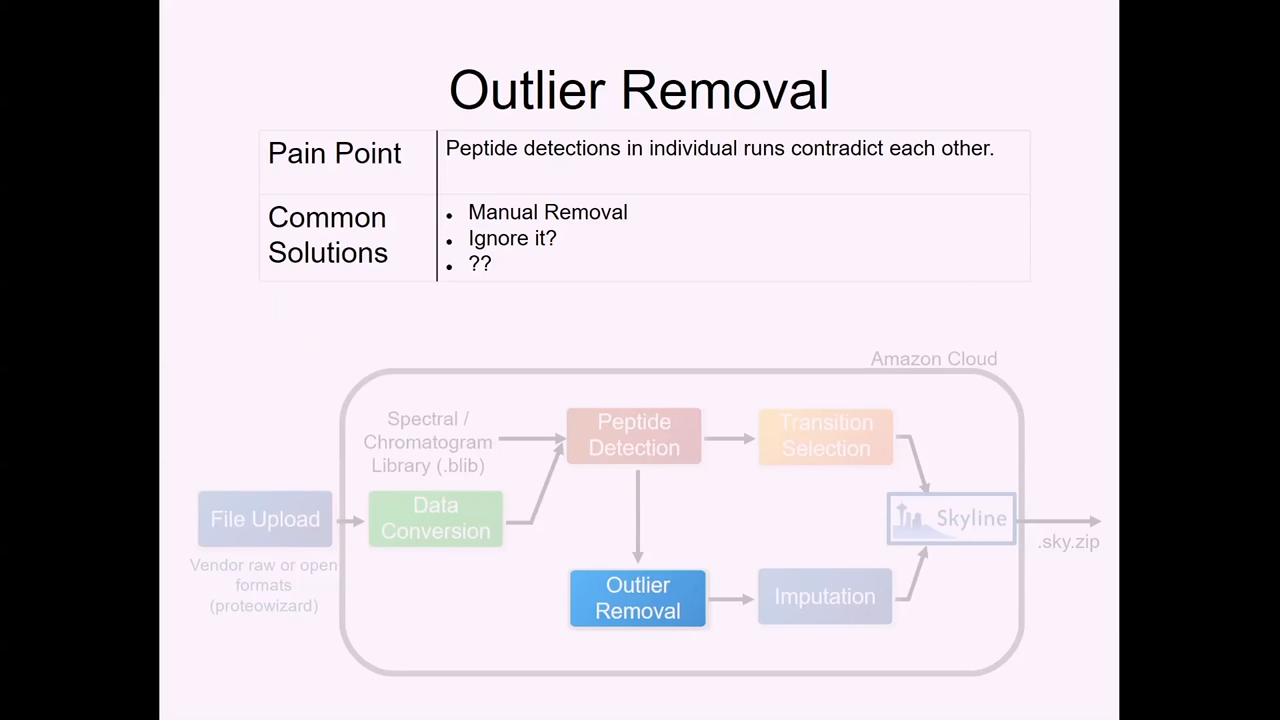 Outlier Removal
Pain Point
Peptide detections in individual runs contradict each other.
Common
Solutions
• Manual Removal
• Ignore it?
• ??
Amazon Cloud
Spectral /
Chromatogram
Library (.blib)
Peptide
Detection
Transition
Selection
File Upload
Data
Conversion
Skyline
.sky.zip
Vendor raw or open
formats
(proteowizard)
Outlier
Removal
Imputation